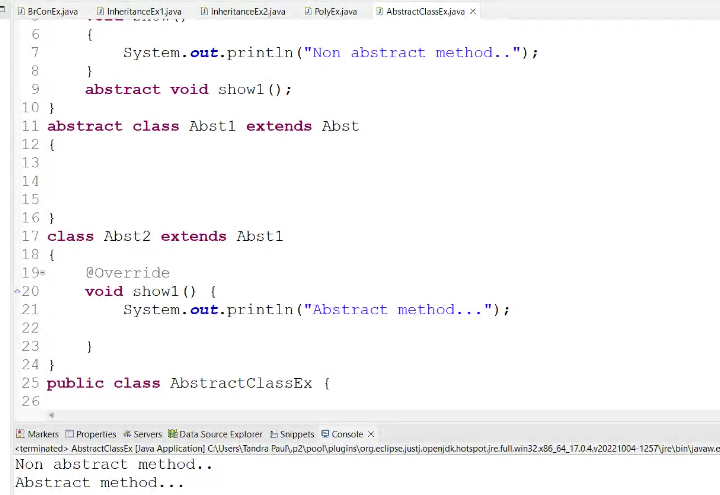 BrConEx.java InheritanceEx1.java InheritanceEx2.java PolyEx.java AbstractClassEx.java
6 {
7 System.out.println("Non abstract method..");
8 }
9 abstract void show1();
10 }
11 abstract class Abst1 extends Abst
12 {
13
14
15
16 }
17 class Abst2 extends Abst1
18 {
19 @Override
20 void show1() {
21 System.out.println("Abstract method...");
22
23 }
24 }
25 public class AbstractClassEx {
26
Markers Properties Servers Data Source Explorer Snippets Console
<terminated> AbstractClassEx [Java Application] C:\Users\Tandra Paul\.p2\pool\plugins\org.eclipse.justj.openjdk.hotspot.jre.full.win32.x86_64_17.0.4.v20221004-1257\jre\bin\javaw.e
Non abstract method..
Abstract method...